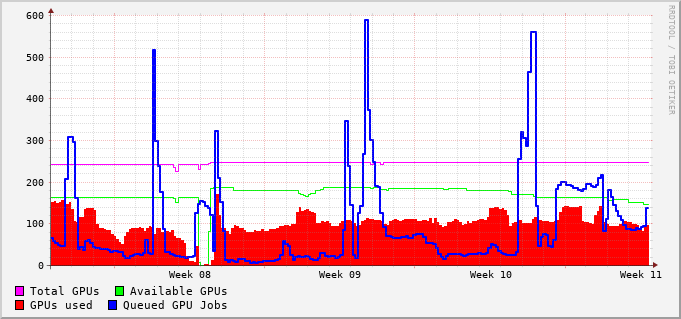 600
500
400
300
200
100
0
Week 08 Week 09 Week 10 Week 11
Total GPUs Available GPUs
GPUs used Queued GPU Jobs
RRDTOOL / TOBI OETIKER